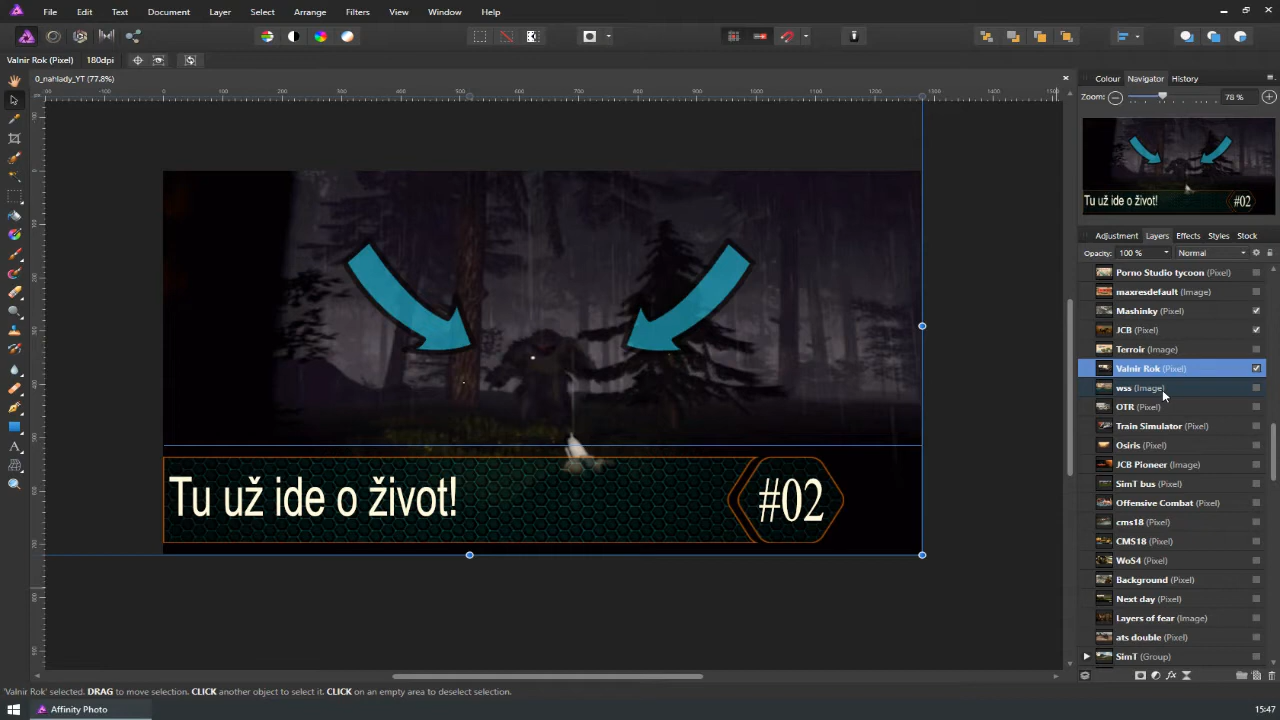 File Edit Text Document Layer Select Arrange Filters View Window Help
Valnir Rok (Pixel) 180dpi
0_nahlady_YT (77.8%)
Colour Navigator History
Zoom: 78 %
Tu už ide o život! #02
Adjustment Layers Effects Styles Stock
Opacity: 100 % Normal
Porno Studio tycoon (Pixel)
maxresdefault (Image)
Mashinky (Pixel)
JCB (Pixel)
Terroir (Image)
Valnir Rok (Pixel)
wss (Image)
OTR (Pixel)
Train Simulator (Pixel)
Osiris (Pixel)
JCB Pioneer (Image)
SimT bus (Pixel)
Offensive Combat (Pixel)
cms18 (Pixel)
CMS18 (Pixel)
WoS4 (Pixel)
Background (Pixel)
Next day (Pixel)
Layers of fear (Image)
ats double (Pixel)
SimT (Group)
Tu už ide o život!
#02
'Valnir Rok' selected. DRAG to move selection. CLICK another object to select it. CLICK on an empty area to deselect selection.
Affinity Photo
15:47